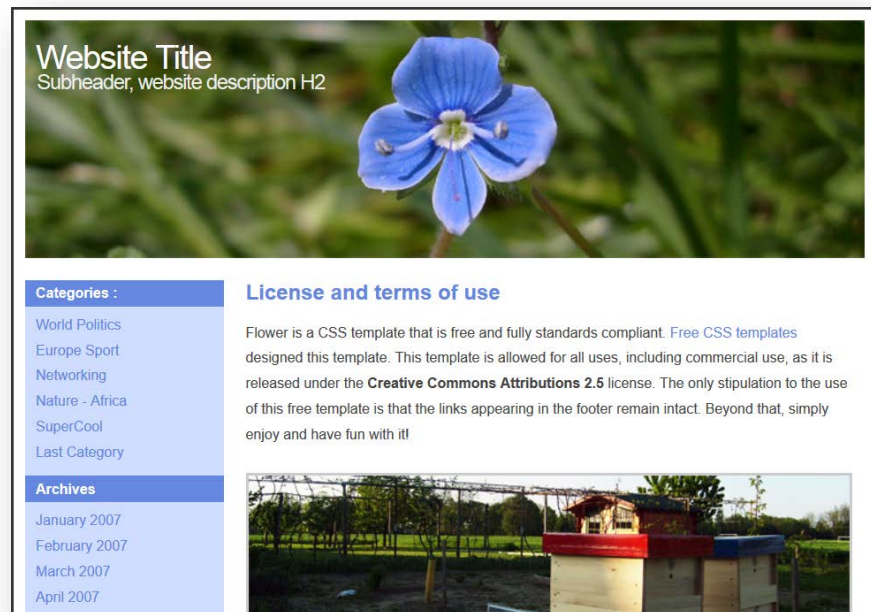 Website Title
Subheader, website description H2
Categories :
World Politics
Europe Sport
Networking
Nature - Africa
SuperCool
Last Category
Archives
January 2007
February 2007
March 2007
April 2007
License and terms of use
Flower is a CSS template that is free and fully standards compliant. Free CSS templates
designed this template. This template is allowed for all uses, including commercial use, as it is
released under the Creative Commons Attributions 2.5 license. The only stipulation to the use
of this free template is that the links appearing in the footer remain intact. Beyond that, simply
enjoy and have fun with it!